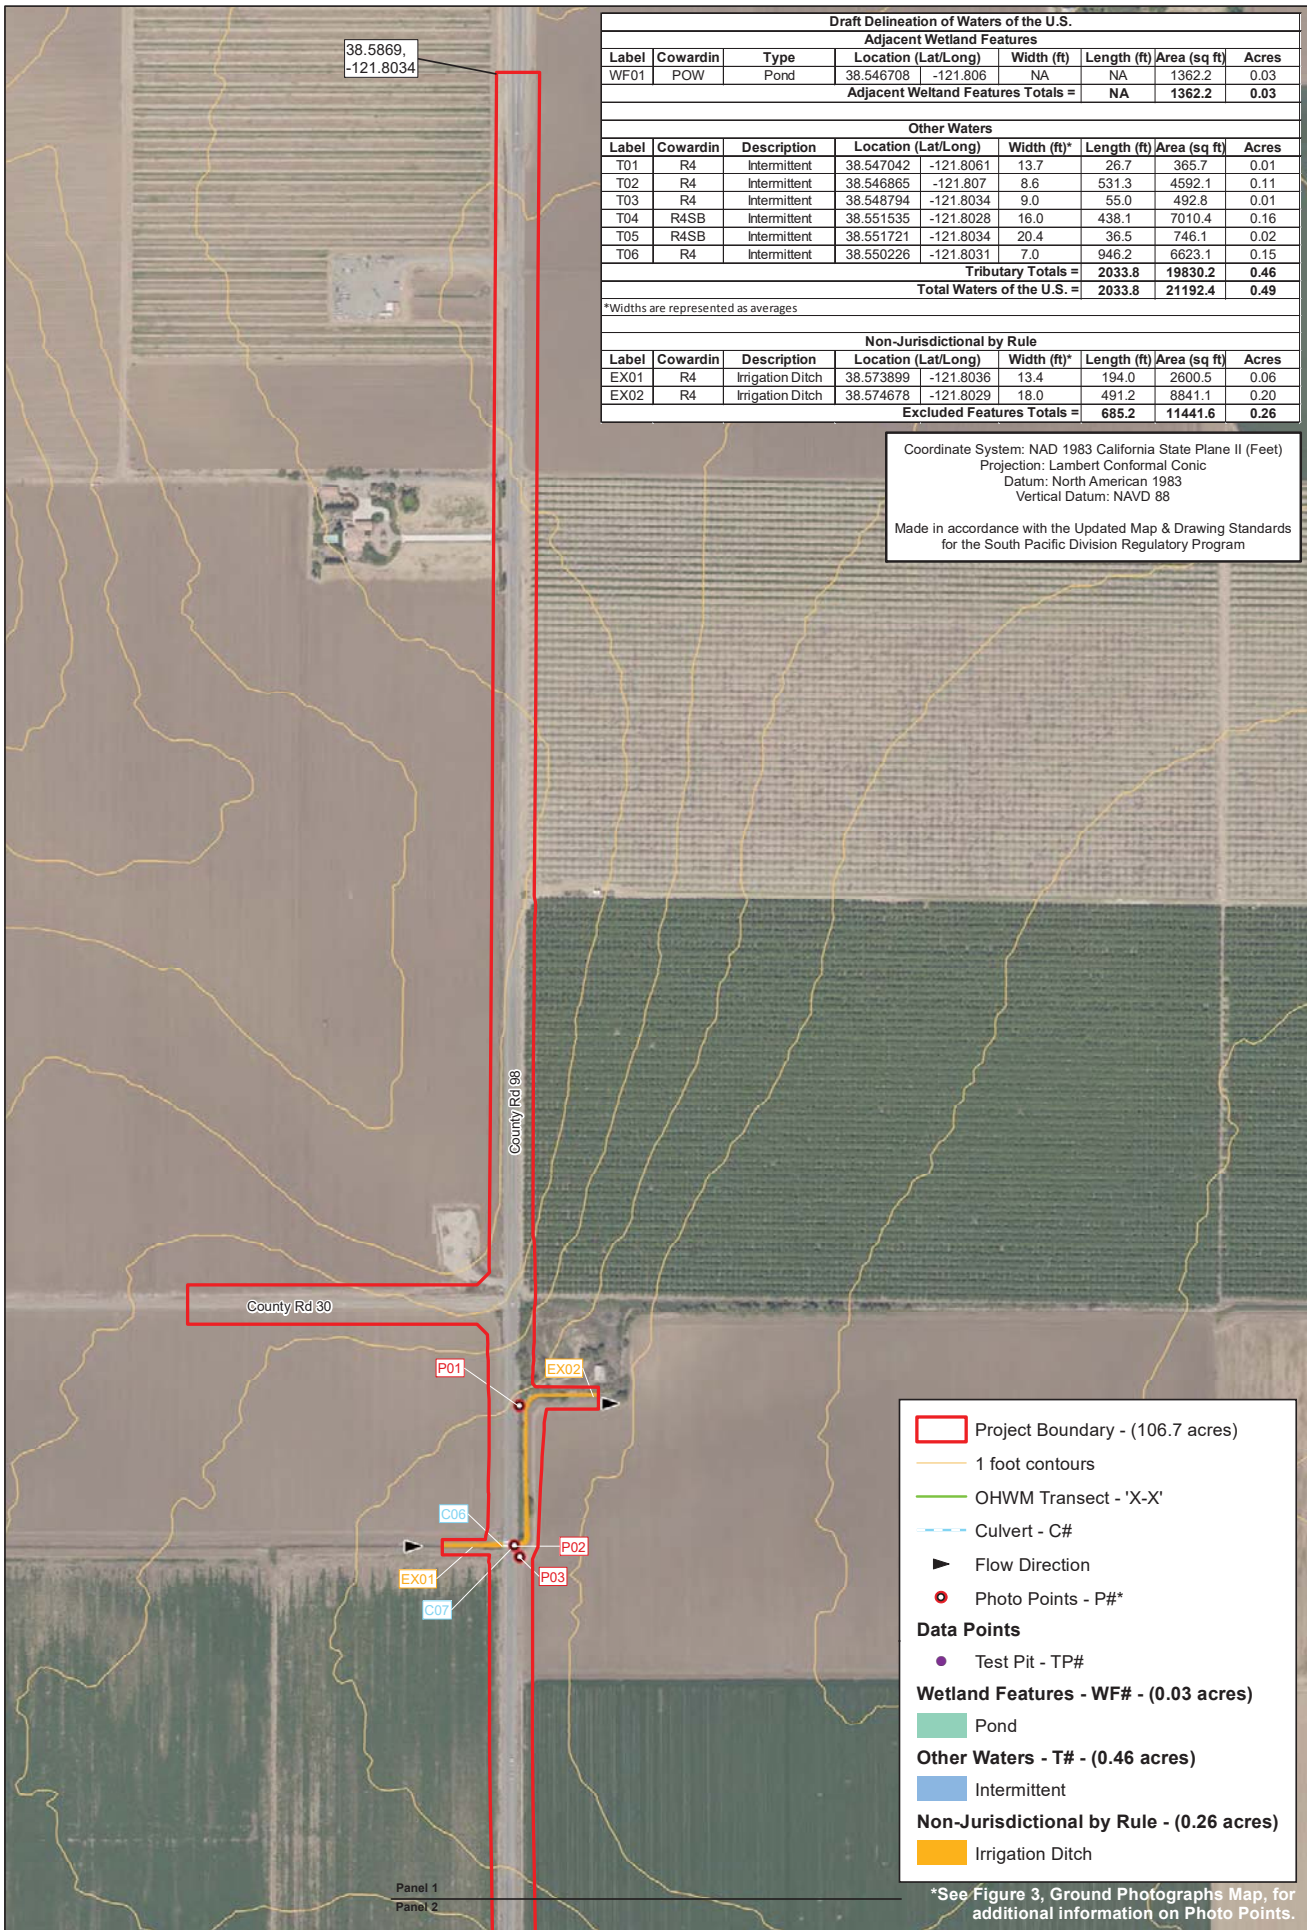 38.5869,
-121.8034
Draft Delineation of Waters of the U.S.
Adjacent Wetland Features
Label Cowardin Type Location (Lat/Long) Width (ft) Length (ft) Area (sq ft) Acres
WF01 POW Pond 38.546708 -121.806 NA NA 1362.2 0.03
Adjacent Weltand Features Totals = NA 1362.2 0.03
Other Waters
Label Cowardin Description Location (Lat/Long) Width (ft)* Length (ft) Area (sq ft) Acres
T01 R4 Intermittent 38.547042 -121.8061 13.7 26.7 365.7 0.01
T02 R4 Intermittent 38.546865 -121.807 8.6 531.3 4592.1 0.11
T03 R4 Intermittent 38.548794 -121.8034 9.0 55.0 492.8 0.01
T04 R4SB Intermittent 38.551535 -121.8028 16.0 438.1 7010.4 0.16
T05 R4SB Intermittent 38.551721 -121.8034 20.4 36.5 746.1 0.02
T06 R4 Intermittent 38.550226 -121.8031 7.0 946.2 6623.1 0.15
Tributary Totals = 2033.8 19830.2 0.46
Total Waters of the U.S. = 2033.8 21192.4 0.49
*Widths are represented as averages
Non-Jurisdictional by Rule
Label Cowardin Description Location (Lat/Long) Width (ft)* Length (ft) Area (sq ft) Acres
EX01 R4 Irrigation Ditch 38.573899 -121.8036 13.4 194.0 2600.5 0.06
EX02 R4 Irrigation Ditch 38.574678 -121.8029 18.0 491.2 8841.1 0.20
Excluded Features Totals = 685.2 11441.6 0.26
Coordinate System: NAD 1983 California State Plane II (Feet)
Projection: Lambert Conformal Conic
Datum: North American 1983
Vertical Datum: NAVD 88
Made in accordance with the Updated Map & Drawing Standards
for the South Pacific Division Regulatory Program
County Rd 98
County Rd 30
P01
EX02
C06
P02
EX01
P03
C07
Project Boundary - (106.7 acres)
1 foot contours
OHWM Transect - 'X-X'
Culvert - C#
Flow Direction
Photo Points - P#*
Data Points
Test Pit - TP#
Wetland Features - WF# - (0.03 acres)
Pond
Other Waters - T# - (0.46 acres)
Intermittent
Non-Jurisdictional by Rule - (0.26 acres)
Irrigation Ditch
Panel 1
Panel 2
*See Figure 3, Ground Photographs Map, for
additional information on Photo Points.